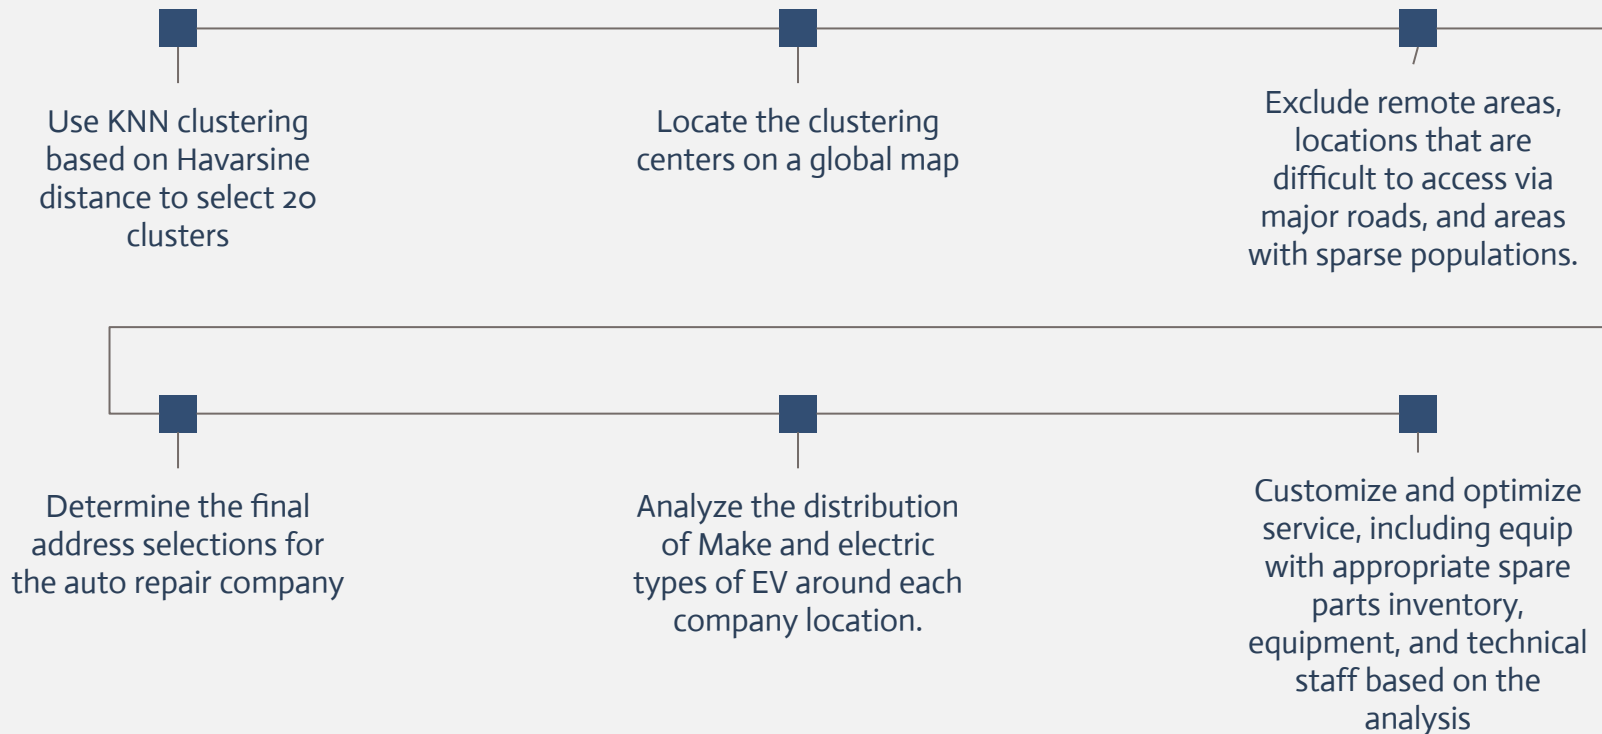 Use KNN clustering
based on Havarsine
distance to select 20
clusters
Locate the clustering
centers on a global map
Exclude remote areas,
locations that are
difficult to access via
major roads, and areas
with sparse populations.
Determine the final
address selections for
the auto repair company
Analyze the distribution
of Make and electric
types of EV around each
company location.
Customize and optimize
service, including equip
with appropriate spare
parts inventory,
equipment, and technical
staff based on the
analysis